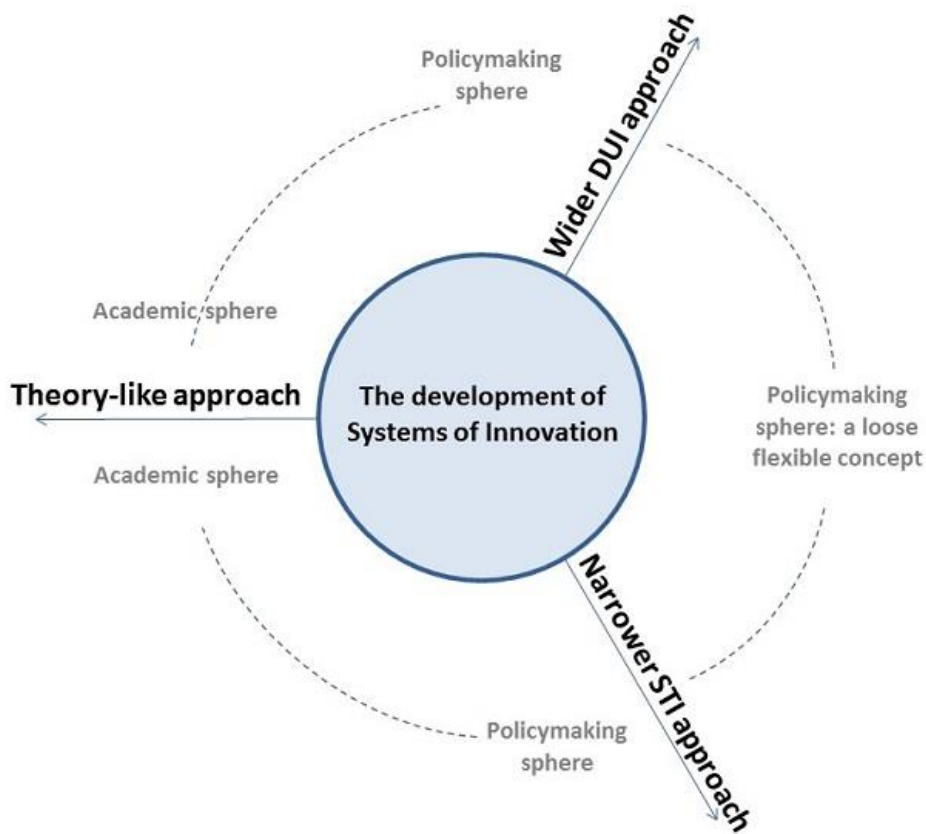 Policymaking
sphere
Wider DUI approach
Academic sphere
Theory-like approach
The development of
Systems of Innovation
Policymaking
sphere: a loose
flexible concept
Academic sphere
Narrower STI approach
Policymaking
sphere